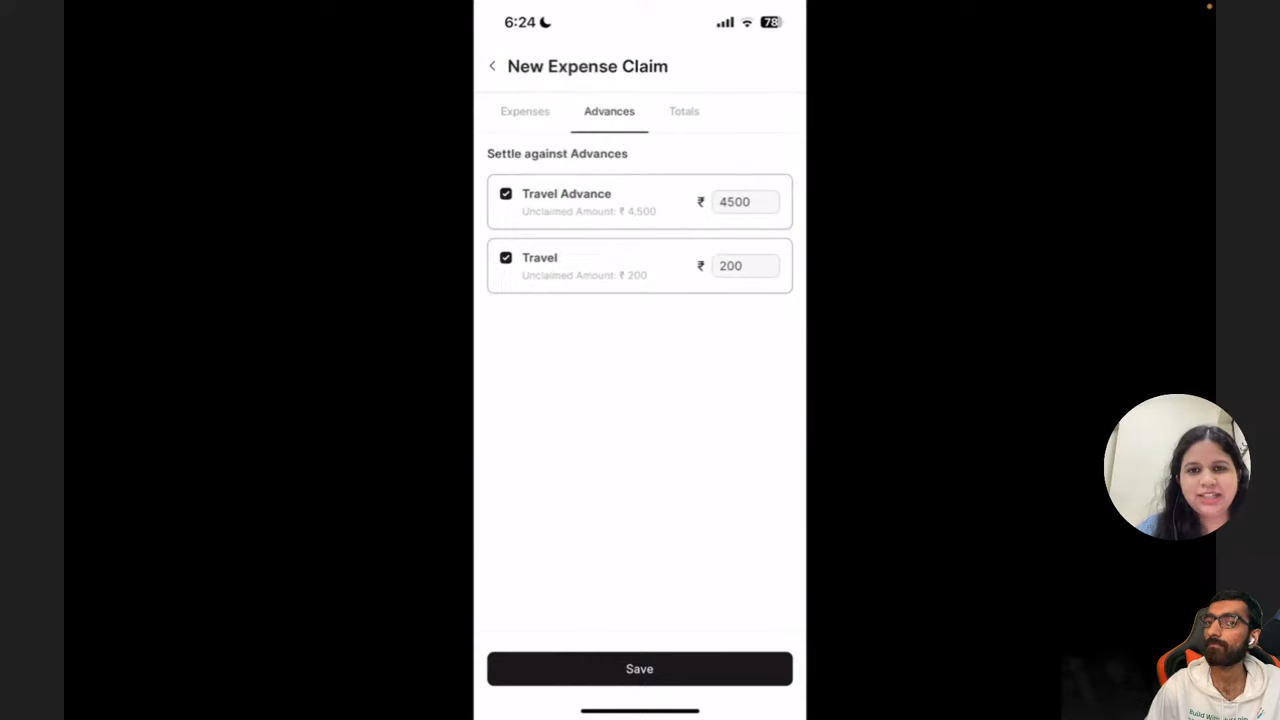 6:24
78
New Expense Claim
Expenses Advances Totals
Settle against Advances
Travel Advance
Unclaimed Amount: ₹ 4,500
₹ 4500
Travel
Unclaimed Amount: ₹ 200
₹ 200
Save